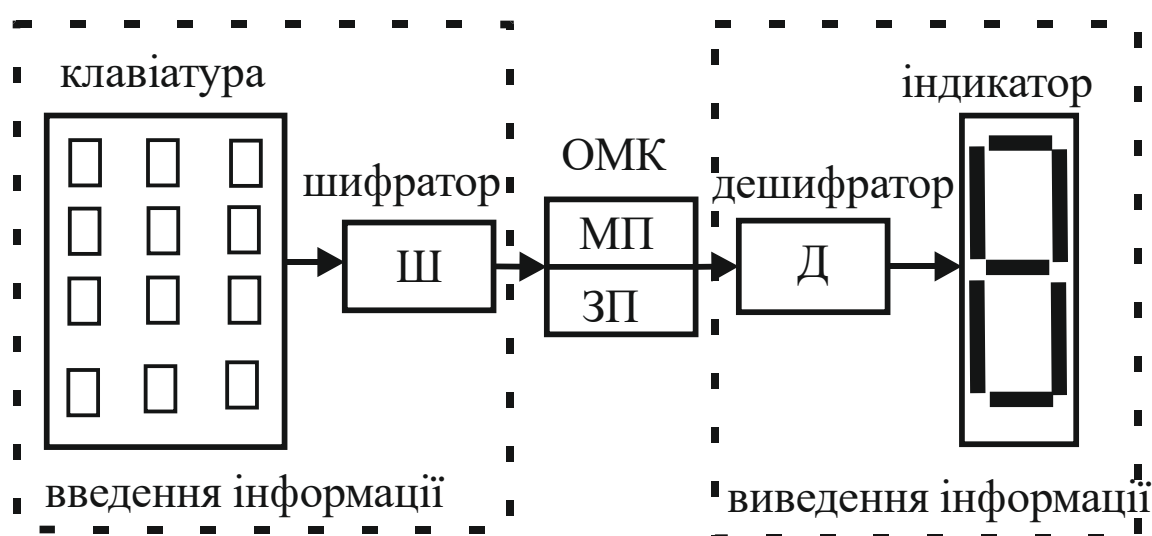 клавіатура
шифратор
Ш
введення інформації
ОМК
МП
ЗП
дешифратор
Д
індикатор
виведення інформації